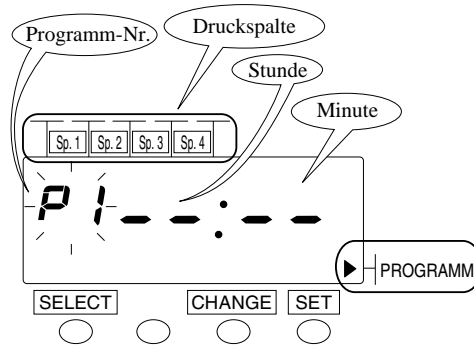 Programm-Nr.
Druckspalte
Stunde
Minute
Sp. 1 Sp. 2 Sp. 3 Sp. 4
P1 – – : – –
PROGRAMM
SELECT CHANGE SET